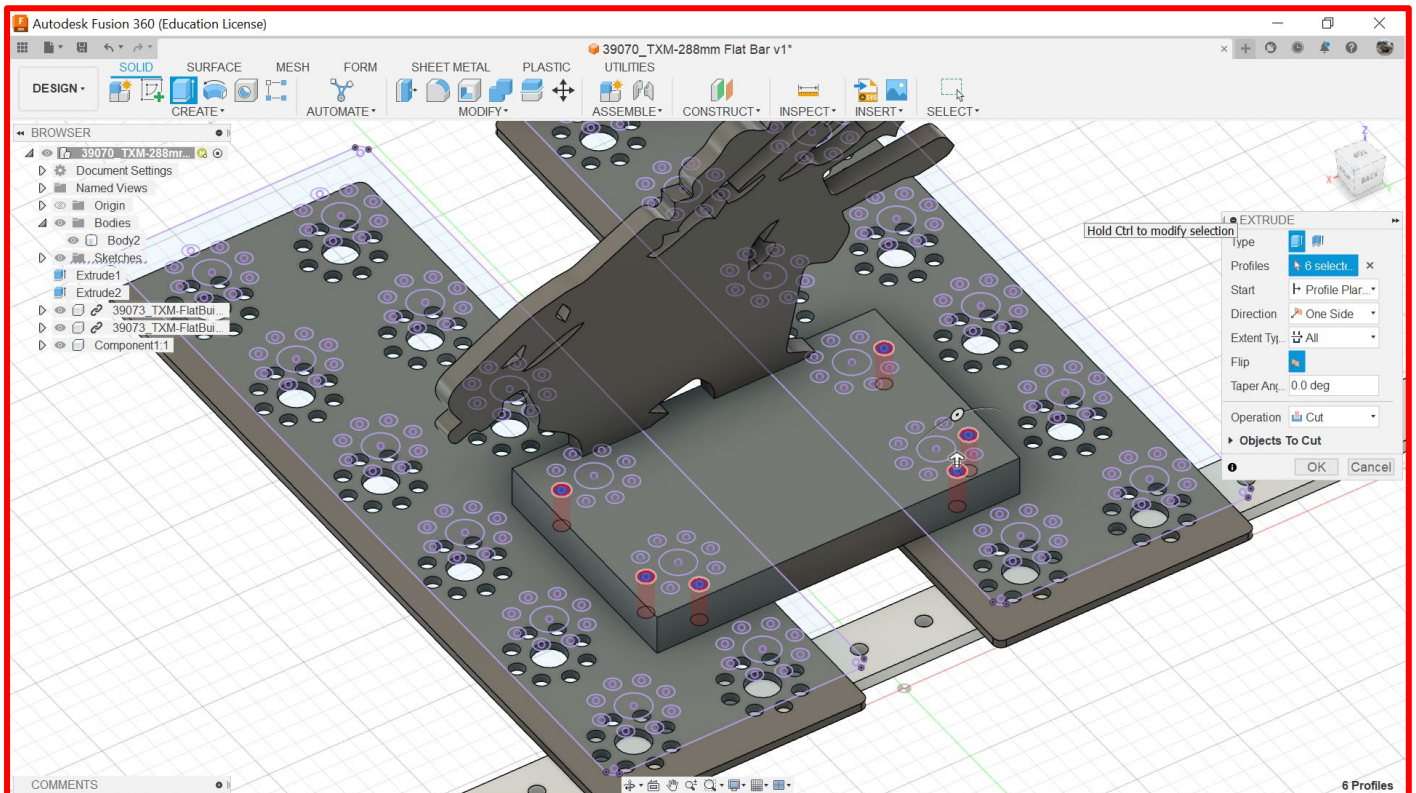 Autodesk Fusion 360 (Education License)
39070_TXM-288mm Flat Bar v1*
SOLID SURFACE MESH FORM SHEET METAL PLASTIC UTILITIES
DESIGN
CREATE AUTOMATE MODIFY ASSEMBLE CONSTRUCT INSPECT INSERT SELECT
BROWSER
39070_TXM-288mr...
Document Settings
Named Views
Origin
Bodies
Body2
Sketches
Extrude1
Extrude2
39073_TXM-FlatBui...
39073_TXM-FlatBui...
Component1:1
Z
TOP
X
BACK
Y
Hold Ctrl to modify selection
EXTRUDE
Type
Profiles 6 selecte...
Start Profile Plar...
Direction One Side
Extent Typ... All
Flip
Taper Ang... 0.0 deg
Operation Cut
Objects To Cut
OK Cancel
COMMENTS
6 Profiles